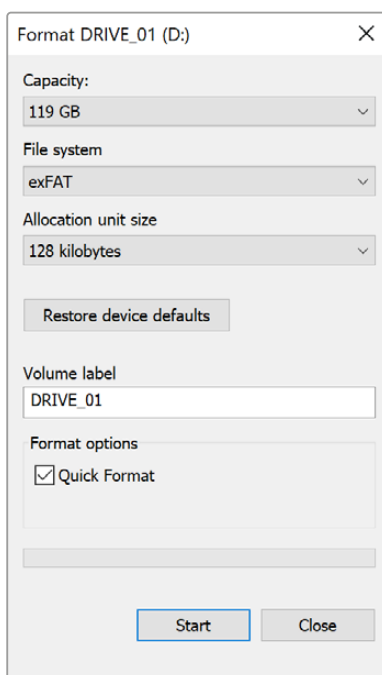 Format DRIVE_01 (D:)
Capacity:
119 GB
File system
exFAT
Allocation unit size
128 kilobytes
Restore device defaults
Volume label
DRIVE_01
Format options
Quick Format
Start Close